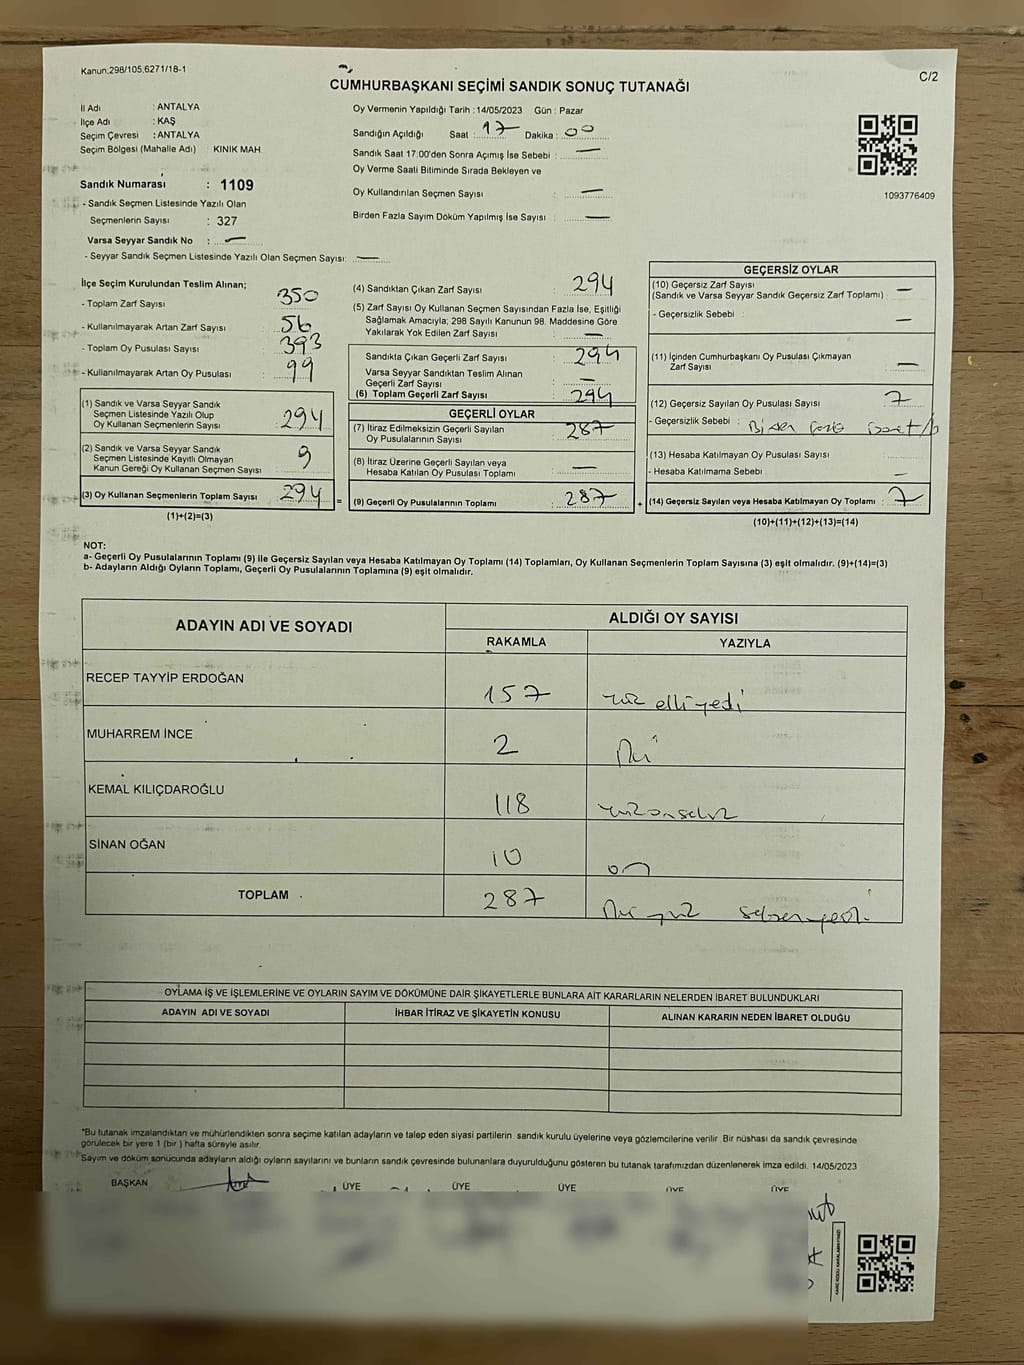 Kanun:298/105,6271/18-1
C/2
CUMHURBAŞKANI SEÇİMİ SANDIK SONUÇ TUTANAĞI
İl Adı : ANTALYA
İlçe Adı : KAŞ
Seçim Çevresi : ANTALYA
Seçim Bölgesi (Mahalle Adı) KINIK MAH.
Sandık Numarası : 1109
- Sandık Seçmen Listesinde Yazılı Olan
Seçmenlerin Sayısı : 327
Varsa Seyyar Sandık No : —
- Seyyar Sandık Seçmen Listesinde Yazılı Olan Seçmen Sayısı: —
Oy Vermenin Yapıldığı Tarih : 14/05/2023 Gün : Pazar
Sandığın Açıldığı Saat : 17 Dakika : 00
Sandık Saat 17:00'den Sonra Açımış İse Sebebi : —
Oy Verme Saati Bitiminde Sırada Bekleyen ve
Oy Kullandırılan Seçmen Sayısı : —
Birden Fazla Sayım Döküm Yapılmış İse Sayısı : —
1093776409
İlçe Seçim Kurulundan Teslim Alınan;
- Toplam Zarf Sayısı : 350
- Kullanılmayarak Artan Zarf Sayısı : 56
- Toplam Oy Pusulası Sayısı : 393
- Kullanılmayarak Artan Oy Pusulası : 99
(1) Sandık ve Varsa Seyyar Sandık
Seçmen Listesinde Yazılı Olup
Oy Kullanan Seçmenlerin Sayısı : 294
(2) Sandık ve Varsa Seyyar Sandık
Seçmen Listesinde Kayıtlı Olmayan
Kanun Gereği Oy Kullanan Seçmen Sayısı : 9
(3) Oy Kullanan Seçmenlerin Toplam Sayısı : 294
(1)+(2)=(3)
(4) Sandıktan Çıkan Zarf Sayısı : 294
(5) Zarf Sayısı Oy Kullanan Seçmen Sayısından Fazla İse, Eşitliği
Sağlamak Amacıyla; 298 Sayılı Kanunun 98. Maddesine Göre
Yakılarak Yok Edilen Zarf Sayısı : —
Sandıkta Çıkan Geçerli Zarf Sayısı : 294
Varsa Seyyar Sandıktan Teslim Alınan
Geçerli Zarf Sayısı : —
(6) Toplam Geçerli Zarf Sayısı : 294
GEÇERLİ OYLAR
(7) İtiraz Edilmeksizin Geçerli Sayılan
Oy Pusulalarının Sayısı : 287
(8) İtiraz Üzerine Geçerli Sayılan veya
Hesaba Katılan Oy Pusulası Toplamı : —
= (9) Geçerli Oy Pusulalarının Toplamı : 287
GEÇERSİZ OYLAR
(10) Geçersiz Zarf Sayısı
(Sandık ve Varsa Seyyar Sandık Geçersiz Zarf Toplamı) : —
- Geçersizlik Sebebi : —
(11) İçinden Cumhurbaşkanı Oy Pusulası Çıkmayan
Zarf Sayısı : —
(12) Geçersiz Sayılan Oy Pusulası Sayısı : 7
- Geçersizlik Sebebi : Birden fazla
(13) Hesaba Katılmayan Oy Pusulası Sayısı :
- Hesaba Katılmama Sebebi : —
+ (14) Geçersiz Sayılan veya Hesaba Katılmayan Oy Toplamı : 7
(10)+(11)+(12)+(13)=(14)
NOT:
a- Geçerli Oy Pusulalarının Toplamı (9) ile Geçersiz Sayılan veya Hesaba Katılmayan Oy Toplamı (14) Toplamları, Oy Kullanan Seçmenlerin Toplam Sayısına (3) eşit olmalıdır. (9)+(14)=(3)
b- Adayların Aldığı Oyların Toplamı, Geçerli Oy Pusulalarının Toplamına (9) eşit olmalıdır.
ADAYIN ADI VE SOYADI
ALDIĞI OY SAYISI
RAKAMLA YAZIYLA
RECEP TAYYİP ERDOĞAN 157 yüz elli yedi
MUHARREM İNCE 2 iki
KEMAL KILIÇDAROĞLU 118 yüzonsekiz
SİNAN OĞAN 10 on
TOPLAM 287 iki yüz seksenyedi
OYLAMA İŞ VE İŞLEMLERİNE VE OYLARIN SAYIM VE DÖKÜMÜNE DAİR ŞİKAYETLERLE BUNLARA AİT KARARLARIN NELERDEN İBARET BULUNDUKLARI
ADAYIN ADI VE SOYADI İHBAR İTİRAZ VE ŞİKAYETİN KONUSU ALINAN KARARIN NEDEN İBARET OLDUĞU
*Bu tutanak imzalandıktan ve mühürlendikten sonra seçime katılan adayların ve talep eden siyasi partilerin sandık kurulu üyelerine veya gözlemcilerine verilir. Bir nüshası da sandık çevresinde
görülecek bir yere 1 (bir ) hafta süreyle asılır.
Sayım ve döküm sonucunda adayların aldığı oyların sayılarını ve bunların sandık çevresinde bulunanlara duyurulduğunu gösteren bu tutanak tarafımızdan düzenlenerek imza edildi. 14/05/2023
BAŞKAN ÜYE ÜYE ÜYE ÜYE ÜYE